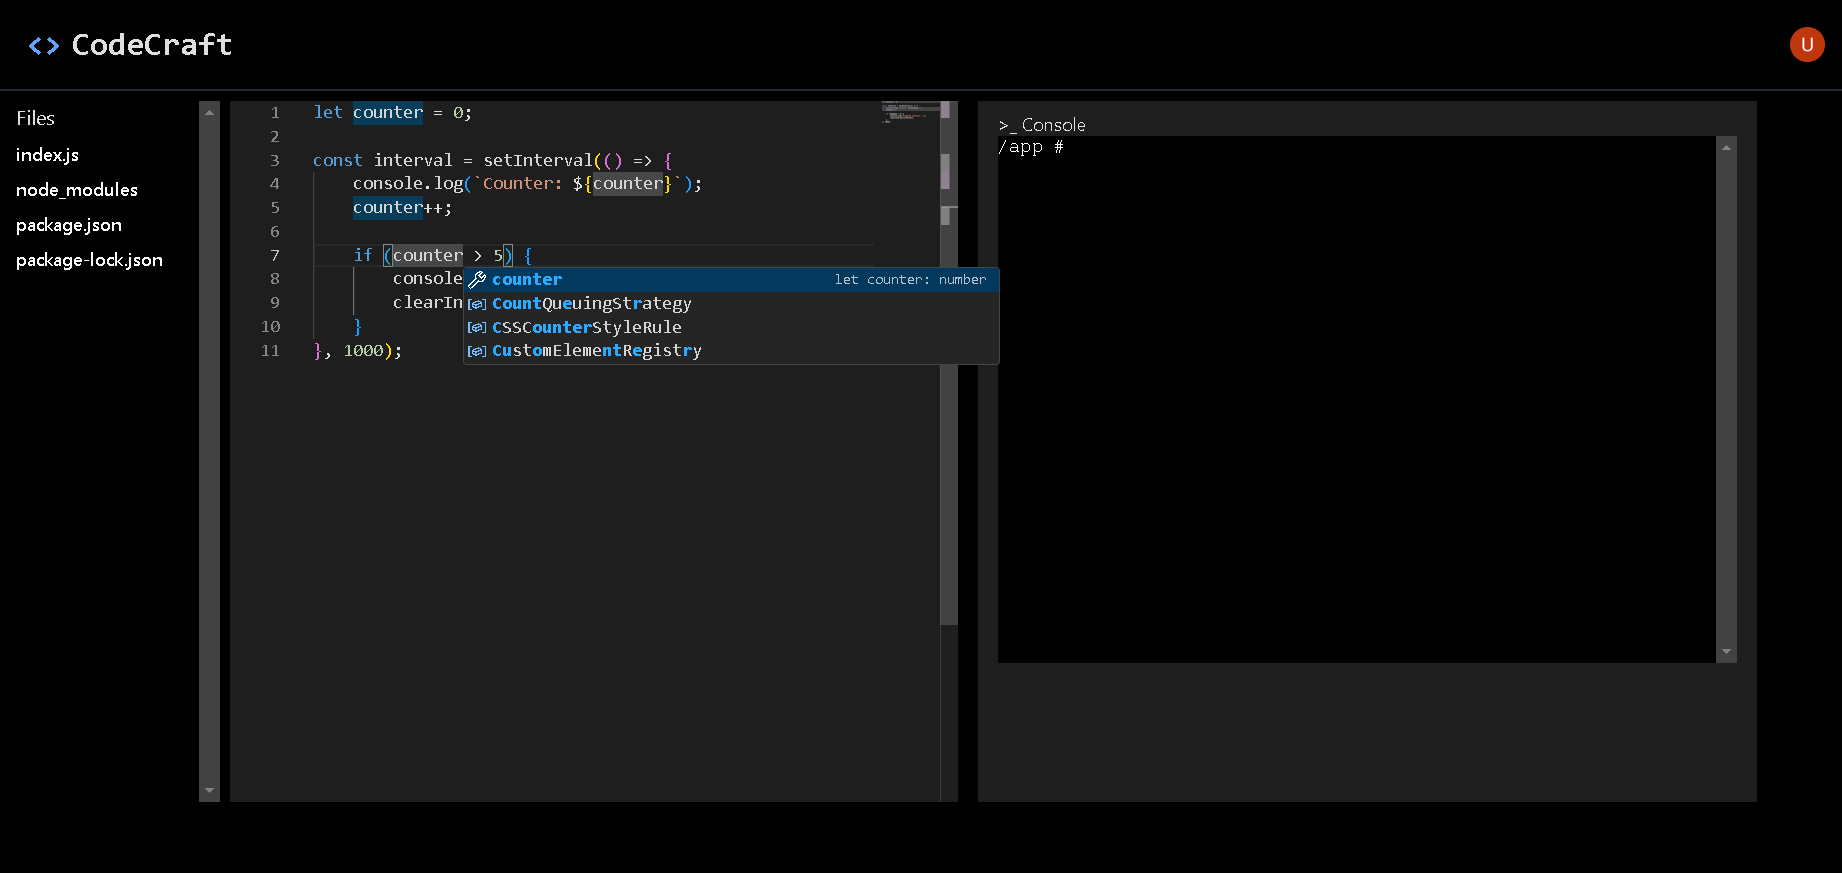 <> CodeCraft
U
Files
index.js
node_modules
package.json
package-lock.json
1 let counter = 0;
2
3 const interval = setInterval(() => {
4 console.log(`Counter: ${counter}`);
5 counter++;
6
7 if (counter > 5) {
8 console
9 clearIn
10 }
11 }, 1000);
counter let counter: number
CountQueuingStrategy
CSSCounterStyleRule
CustomElementRegistry
>_ Console
/app #